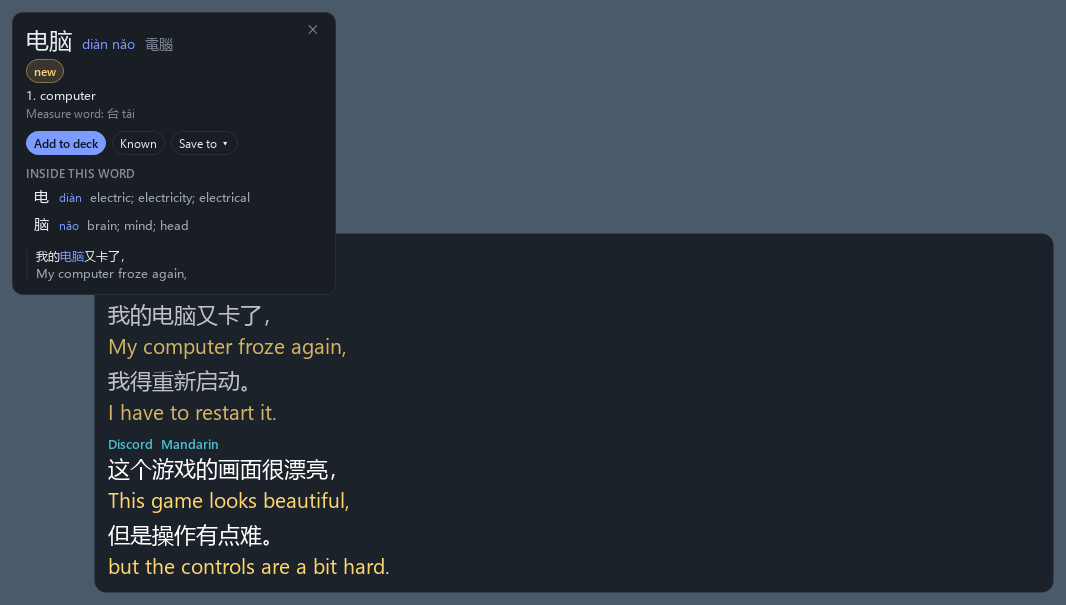 电脑 diàn nǎo 電腦
new
1. computer
Measure word: 台 tái
Add to deck Known Save to ▾
INSIDE THIS WORD
电 diàn electric; electricity; electrical
脑 nǎo brain; mind; head
我的电脑又卡了，
My computer froze again,
我的电脑又卡了，
My computer froze again,
我得重新启动。
I have to restart it.
Discord Mandarin
这个游戏的画面很漂亮，
This game looks beautiful,
但是操作有点难。
but the controls are a bit hard.